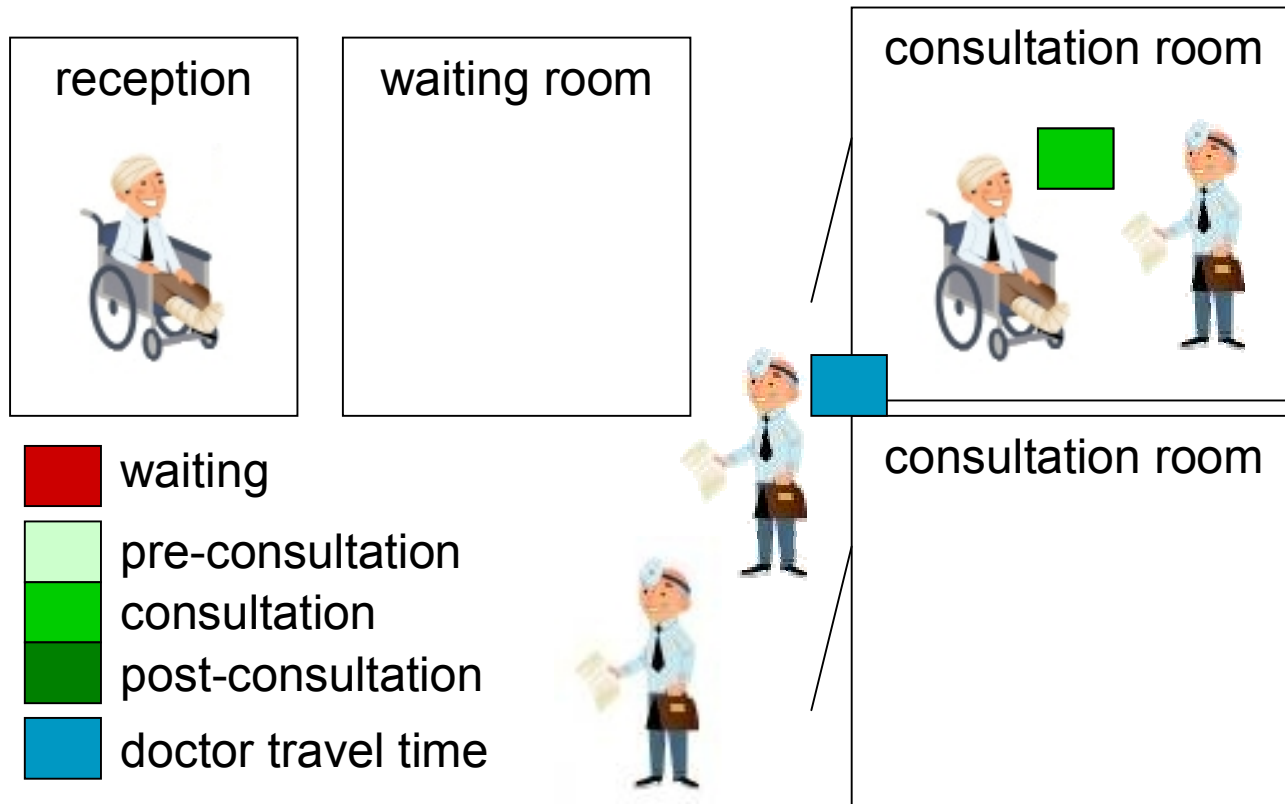 reception
waiting room
consultation room
consultation room
waiting
pre-consultation
consultation
post-consultation
doctor travel time